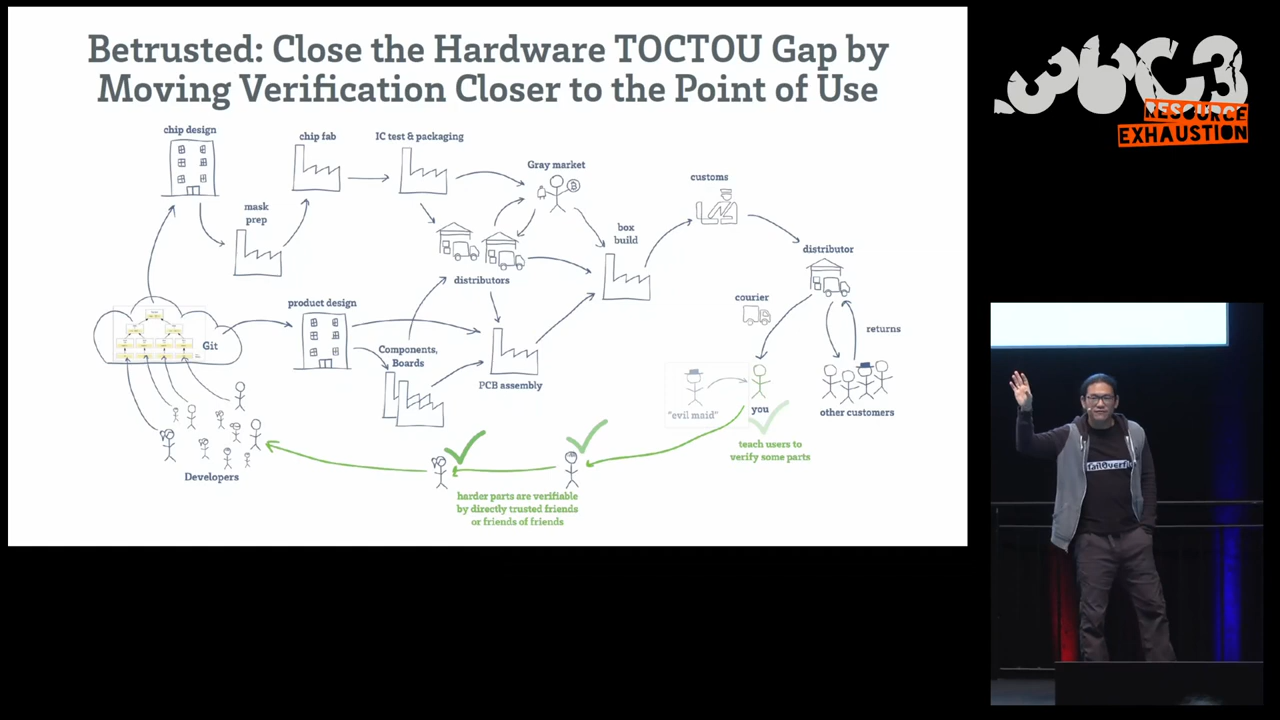 Betrusted: Close the Hardware TOCTOU Gap by
Moving Verification Closer to the Point of Use
chip design
chip fab
IC test & packaging
Gray market
customs
mask
prep
box
build
distributor
distributors
product design
courier
returns
Git
Components,
Boards
PCB assembly
"evil maid"
you
other customers
teach users to
verify some parts
Developers
harder parts are verifiable
by directly trusted friends
or friends of friends
36C3
RESOURCE
EXHAUSTION